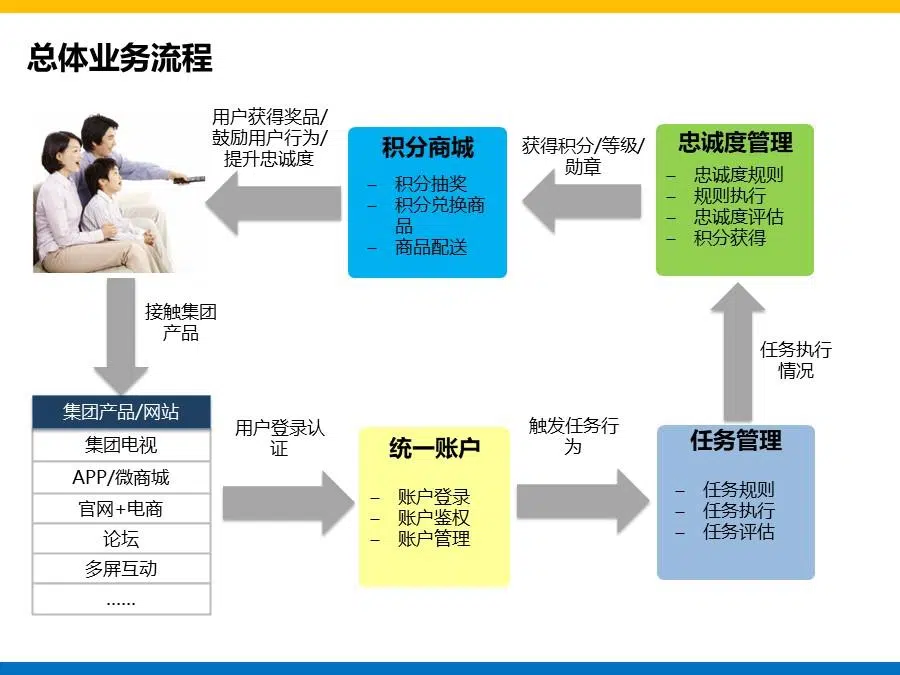 总体业务流程
用户获得奖品/
鼓励用户行为/
提升忠诚度
积分商城
– 积分抽奖
– 积分兑换商
品
– 商品配送
获得积分/等级/
勋章
忠诚度管理
– 忠诚度规则
– 规则执行
– 忠诚度评估
– 积分获得
接触集团
产品
任务执行
情况
集团产品/网站
集团电视
APP/微商城
官网+电商
论坛
多屏互动
......
用户登录认
证
统一账户
– 账户登录
– 账户鉴权
– 账户管理
触发任务行
为
任务管理
– 任务规则
– 任务执行
– 任务评估